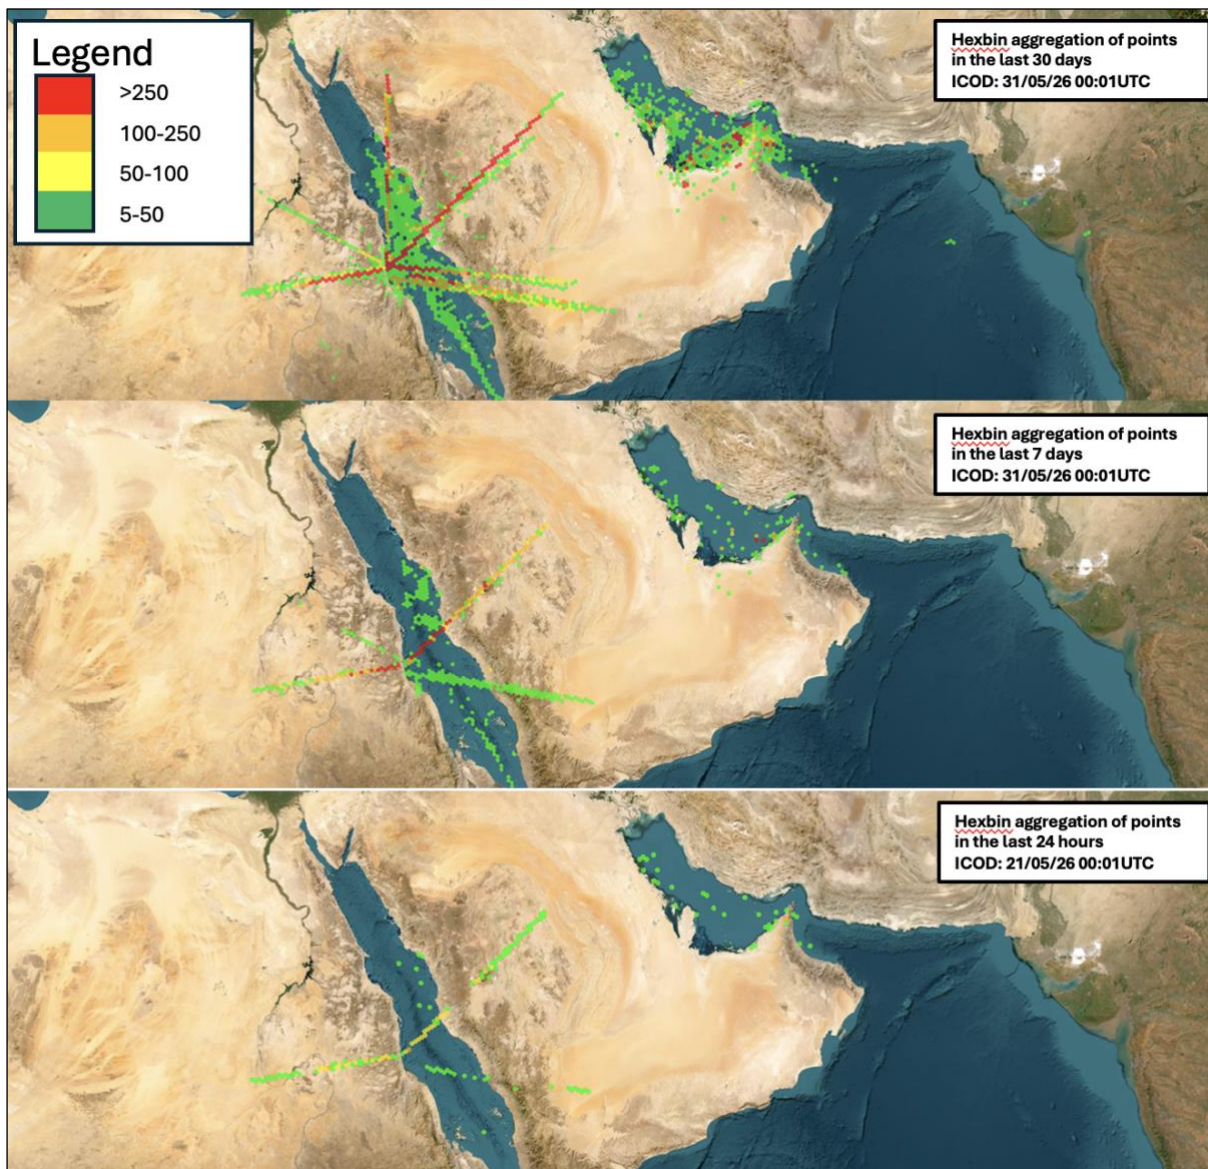 Legend
>250
100-250
50-100
5-50
Hexbin aggregation of points
in the last 30 days
ICOD: 31/05/26 00:01UTC
Hexbin aggregation of points
in the last 7 days
ICOD: 31/05/26 00:01UTC
Hexbin aggregation of points
in the last 24 hours
ICOD: 21/05/26 00:01UTC